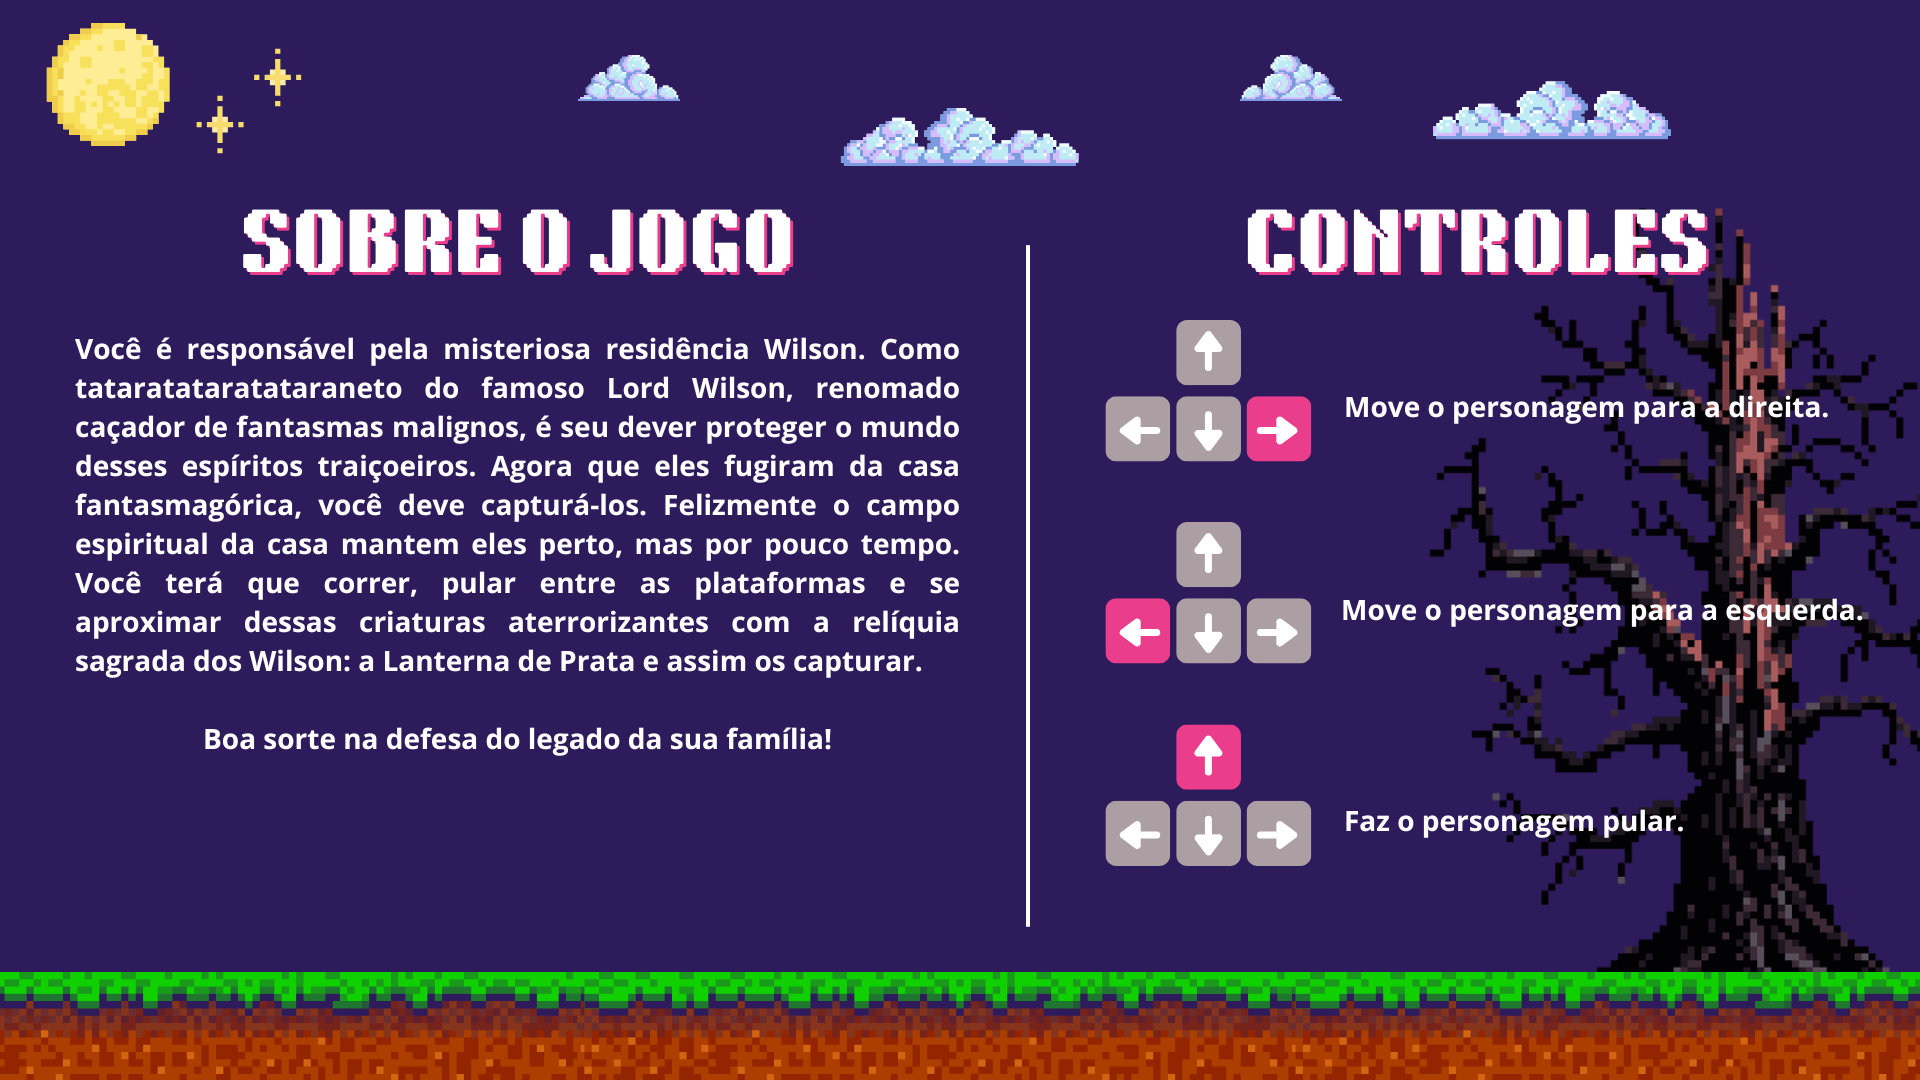 SOBRE O JOGO
Você é responsável pela misteriosa residência Wilson. Como
tataratataratataraneto do famoso Lord Wilson, renomado
caçador de fantasmas malignos, é seu dever proteger o mundo
desses espíritos traiçoeiros. Agora que eles fugiram da casa
fantasmagórica, você deve capturá-los. Felizmente o campo
espiritual da casa mantem eles perto, mas por pouco tempo.
Você terá que correr, pular entre as plataformas e se
aproximar dessas criaturas aterrorizantes com a relíquia
sagrada dos Wilson: a Lanterna de Prata e assim os capturar.
Boa sorte na defesa do legado da sua família!
CONTROLES
Move o personagem para a direita.
Move o personagem para a esquerda.
Faz o personagem pular.